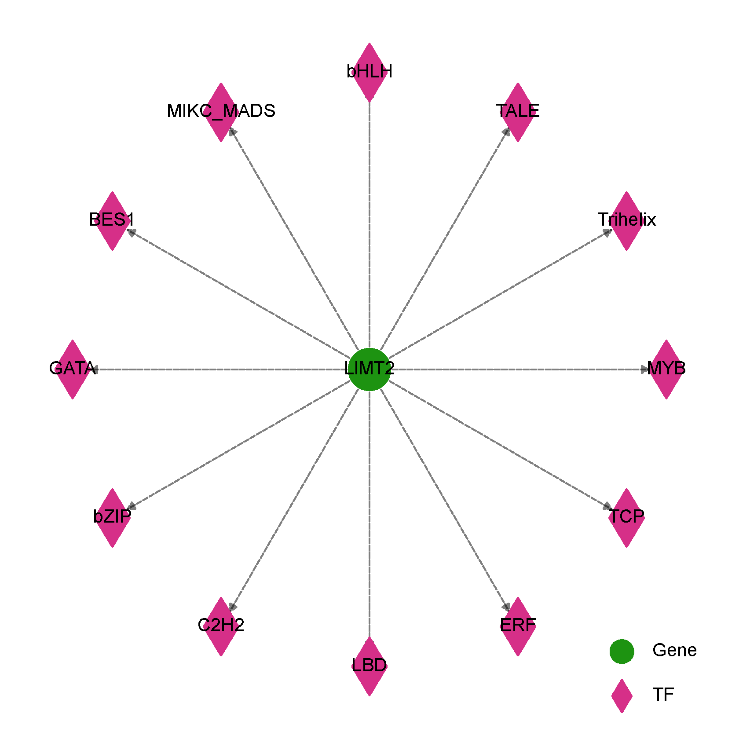 bHLH
MIKC_MADS
TALE
BES1
Trihelix
GATA
LIMT2
MYB
bZIP
TCP
C2H2
ERF
LBD
Gene
TF